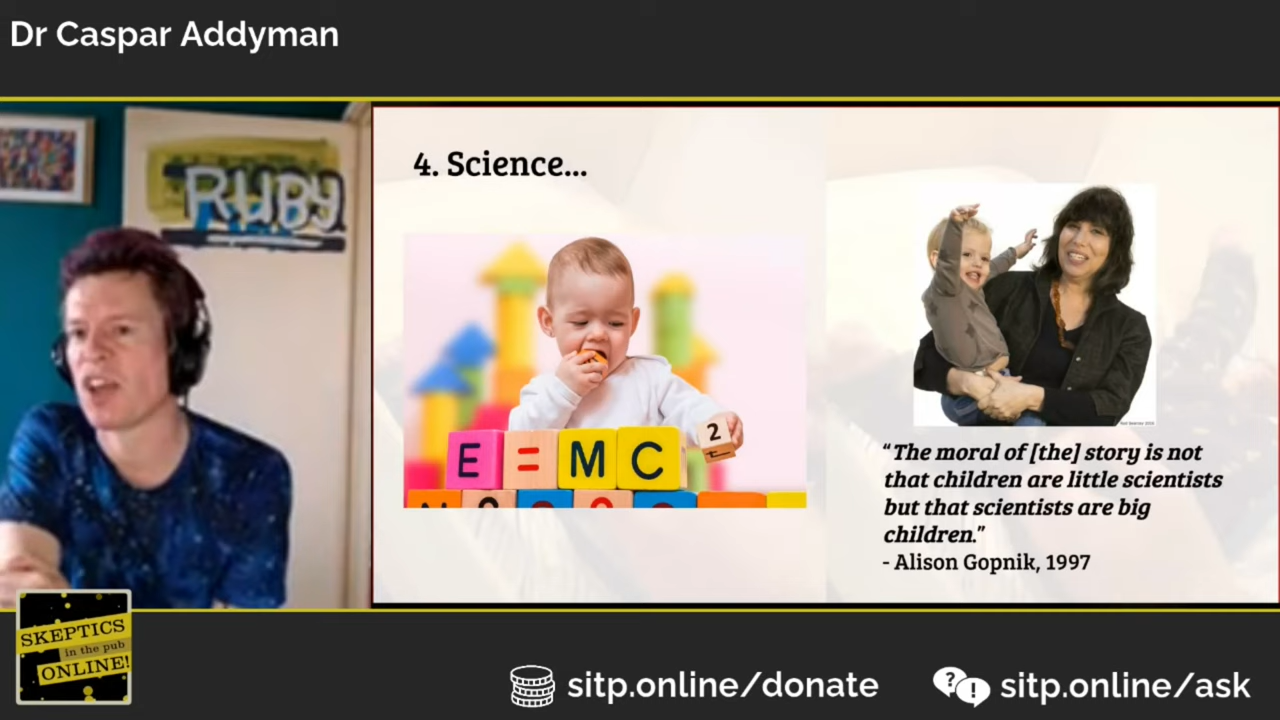 Dr Caspar Addyman
RUBY
4. Science...
E = M C 2
“The moral of [the] story is not
that children are little scientists
but that scientists are big
children.”
- Alison Gopnik, 1997
SKEPTICS
in the pub
ONLINE!
sitp.online/donate
? !
sitp.online/ask